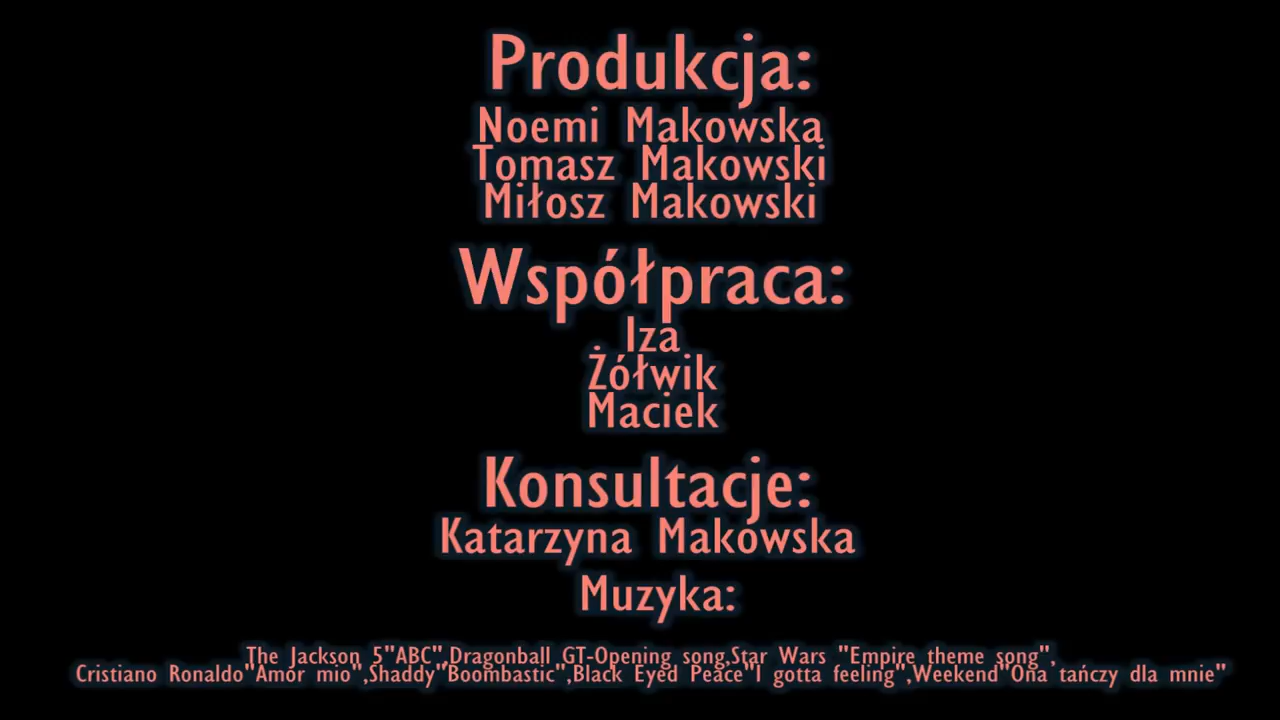 Produkcja:
Noemi Makowska
Tomasz Makowski
Miłosz Makowski
Współpraca:
Iza
Żółwik
Maciek
Konsultacje:
Katarzyna Makowska
Muzyka:
The Jackson 5"ABC",Dragonball GT-Opening song,Star Wars "Empire theme song",
Cristiano Ronaldo"Amor mio",Shaddy"Boombastic",Black Eyed Peace"I gotta feeling",Weekend"Ona tańczy dla mnie"